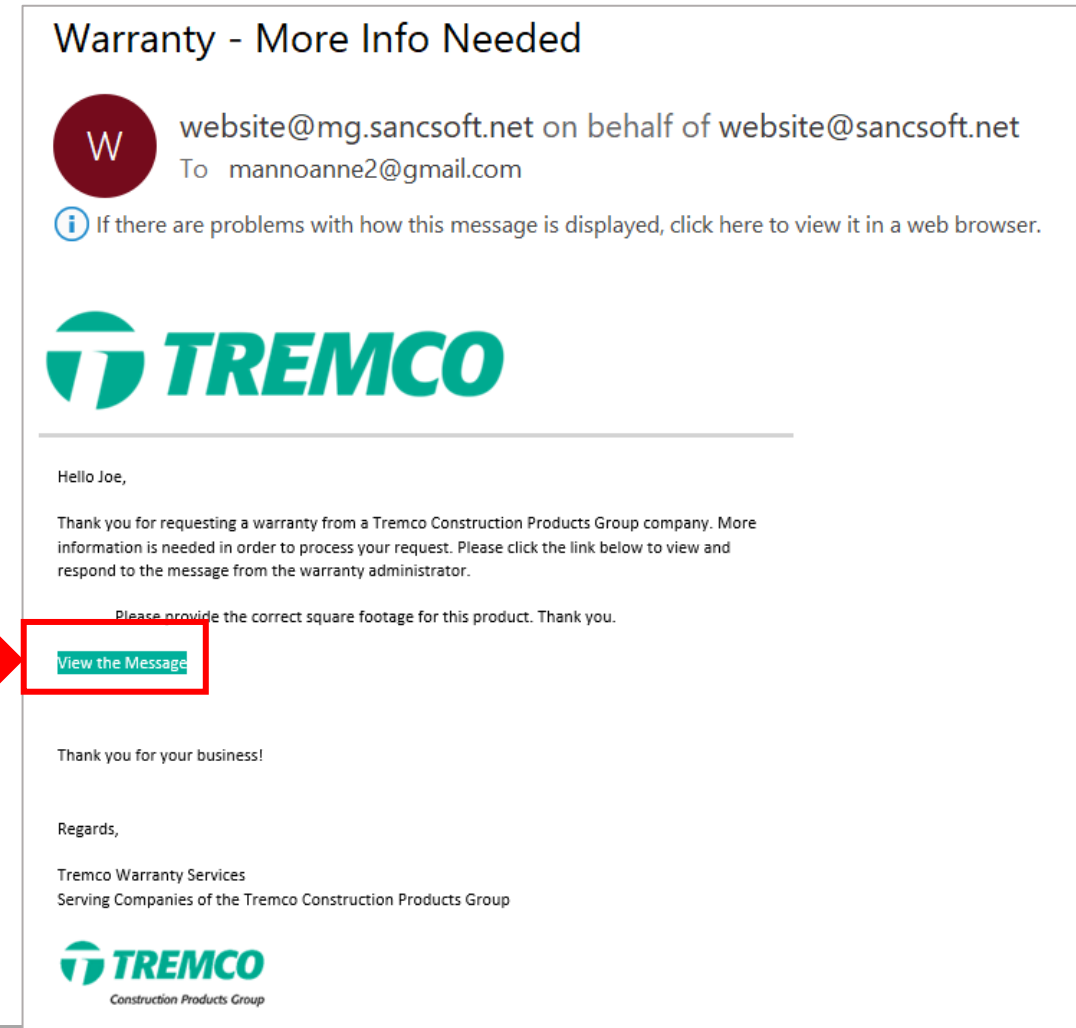 Warranty - More Info Needed
W
website@mg.sancsoft.net on behalf of website@sancsoft.net
To mannoanne2@gmail.com
i If there are problems with how this message is displayed, click here to view it in a web browser.
TREMCO
Hello Joe,
Thank you for requesting a warranty from a Tremco Construction Products Group company. More
information is needed in order to process your request. Please click the link below to view and
respond to the message from the warranty administrator.
Please provide the correct square footage for this product. Thank you.
View the Message
Thank you for your business!
Regards,
Tremco Warranty Services
Serving Companies of the Tremco Construction Products Group
TREMCO
Construction Products Group